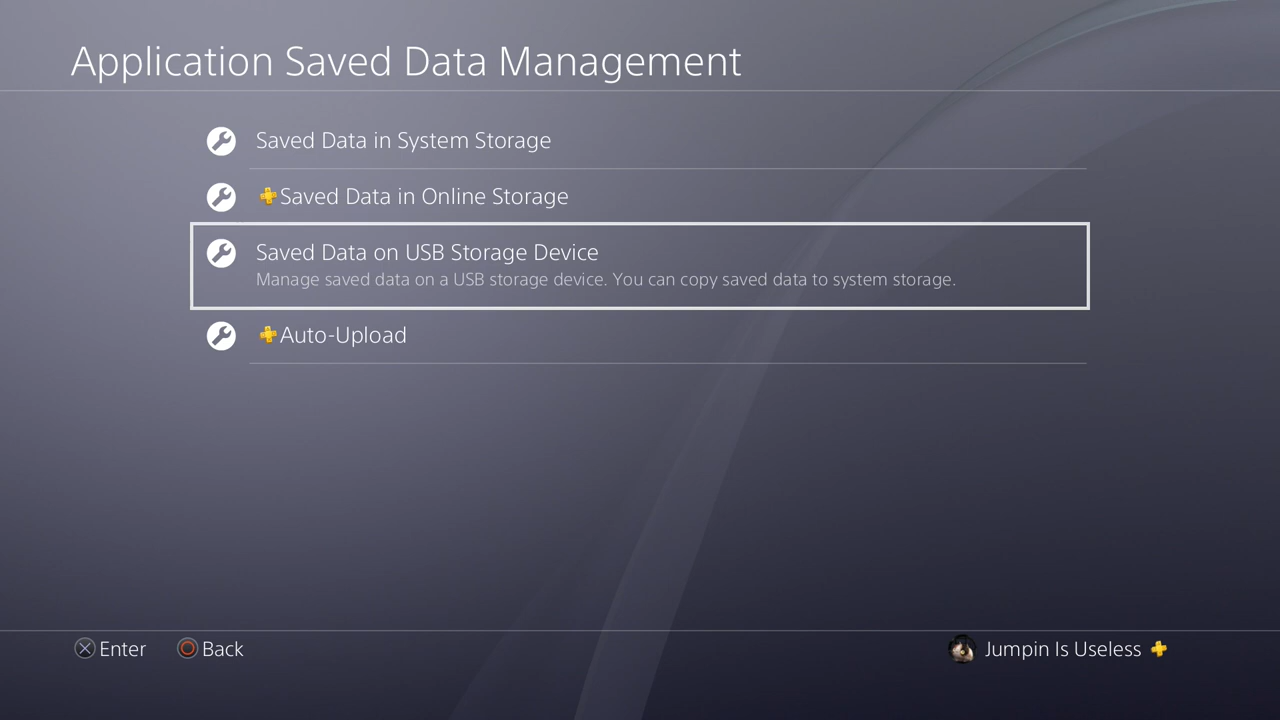 Application Saved Data Management
Saved Data in System Storage
Saved Data in Online Storage
Saved Data on USB Storage Device
Manage saved data on a USB storage device. You can copy saved data to system storage.
Auto-Upload
Enter Back Jumpin Is Useless